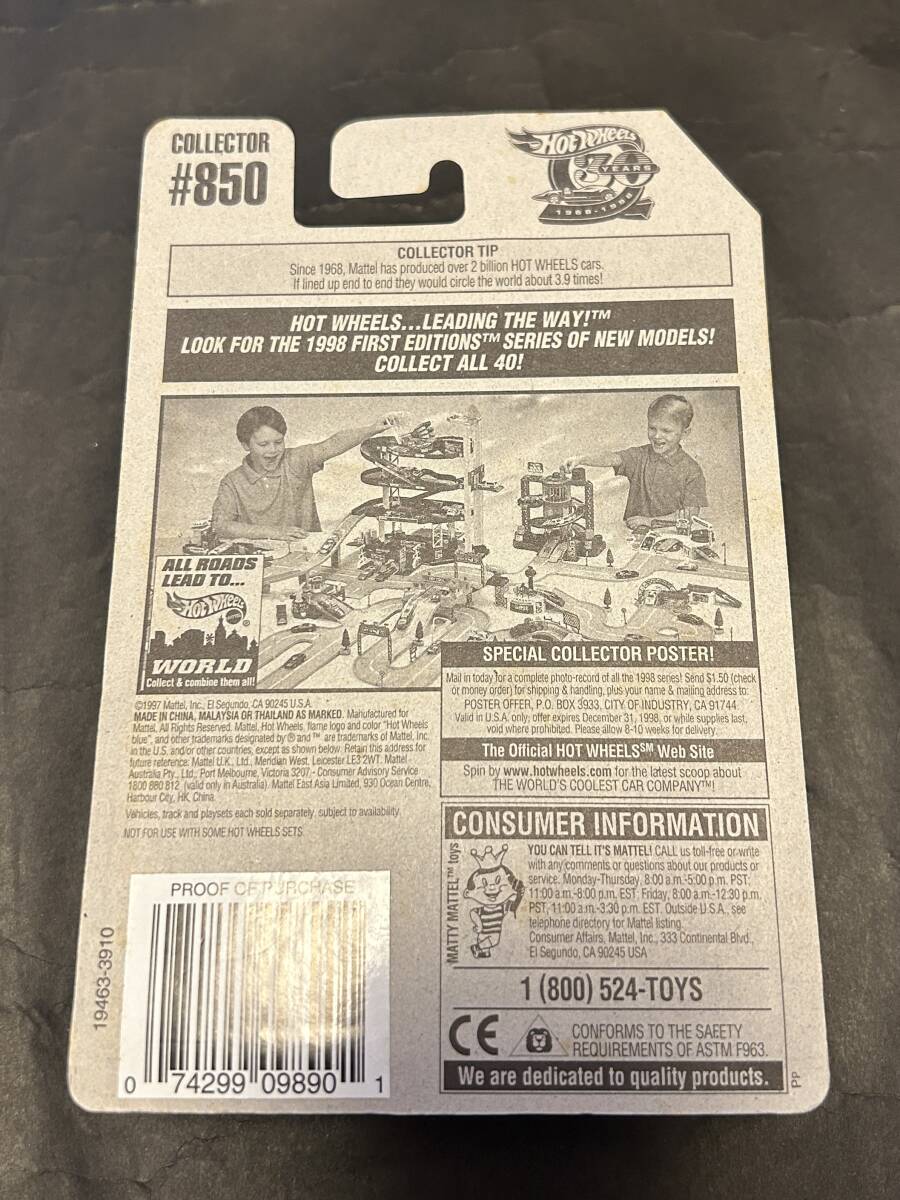 COLLECTOR
#850
HOT WHEELS
30
YEARS
COLLECTOR TIP
Since 1968, Mattel has produced over 2 billion HOT WHEELS cars.
If lined up end to end they would circle the world about 3.9 times!
HOT WHEELS...LEADING THE WAY!™
LOOK FOR THE 1998 FIRST EDITIONS™ SERIES OF NEW MODELS!
COLLECT ALL 40!
ALL ROADS
LEAD TO...
HOT WHEELS®
WORLD
Collect & combine them all!
SPECIAL COLLECTOR POSTER!
Mail in today for a complete photo-record of all the 1998 series! Send $1.50 (check
or money order) for shipping & handling, plus your name & mailing address to:
POSTER OFFER, P.O. BOX 3933, CITY OF INDUSTRY, CA 91744
Valid in U.S.A. only; offer expires December 31, 1998, or while supplies last,
void where prohibited. Please allow 8-10 weeks for delivery.
The Official HOT WHEELS℠ Web Site
Spin by www.hotwheels.com for the latest scoop about
THE WORLD'S COOLEST CAR COMPANY™!
©1997 Mattel, Inc., El Segundo, CA 90245 U.S.A.
MADE IN CHINA, MALAYSIA OR THAILAND AS MARKED. Manufactured for
Mattel. All Rights Reserved. Mattel, Hot Wheels, flame logo and color "Hot Wheels
blue", and other trademarks designated by ® and ™ are trademarks of Mattel, Inc.
in the U.S. and/or other countries, except as shown below. Retain this address for
future reference: Mattel U.K., Ltd., Meridian West, Leicester LE3 2WT. Mattel
Australia Pty., Ltd., Port Melbourne, Victoria 3207.-Consumer Advisory Service
1800 880 812 (valid only in Australia). Mattel East Asia Limited, 930 Ocean Centre,
Harbour City, HK, China.
Vehicles, track and playsets each sold separately, subject to availability.
NOT FOR USE WITH SOME HOT WHEELS SETS.
CONSUMER INFORMATION
MATTY MATTEL™ toys
YOU CAN TELL IT'S MATTEL! CALL us toll-free or write
with any comments or questions about our products or
service. Monday-Thursday, 8:00 a.m.-5:00 p.m. PST;
11:00 a.m.-8:00 p.m. EST, Friday, 8:00 a.m.-12:30 p.m.
PST, 11:00 a.m.-3:30 p.m. EST. Outside U.S.A., see
telephone directory for Mattel listing.
Consumer Affairs, Mattel, Inc., 333 Continental Blvd.,
El Segundo, CA 90245 USA
1 (800) 524-TOYS
CE
CONFORMS TO THE SAFETY
REQUIREMENTS OF ASTM F963.
We are dedicated to quality products.
PP
PROOF OF PURCHASE
19463-3910
0 74299 09890 1